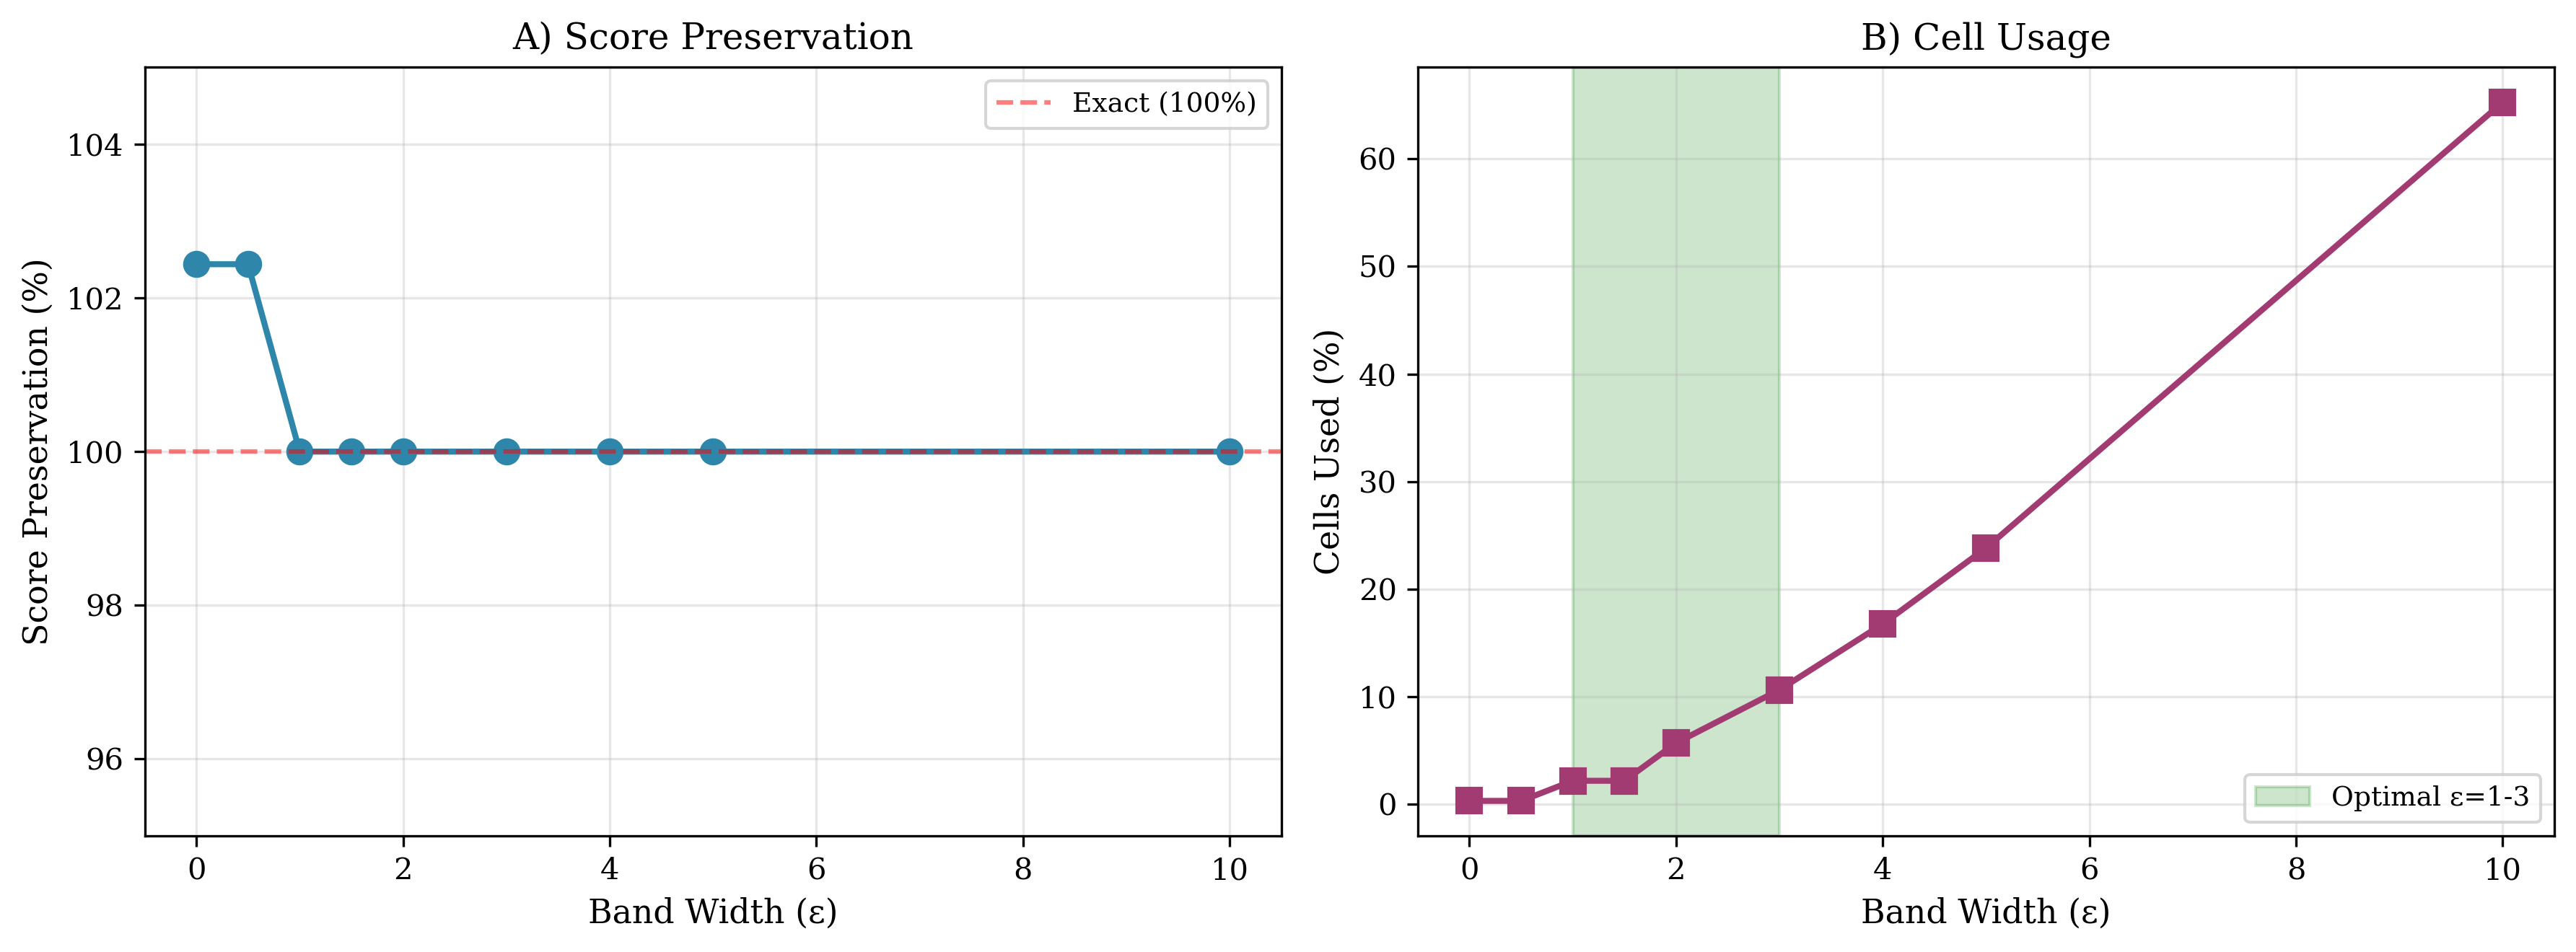 A) Score Preservation
Exact (100%)
104
102
100
98
96
Score Preservation (%)
0 2 4 6 8 10
Band Width (ε)
B) Cell Usage
60
50
40
30
20
10
0
Cells Used (%)
Optimal ε=1-3
0 2 4 6 8 10
Band Width (ε)